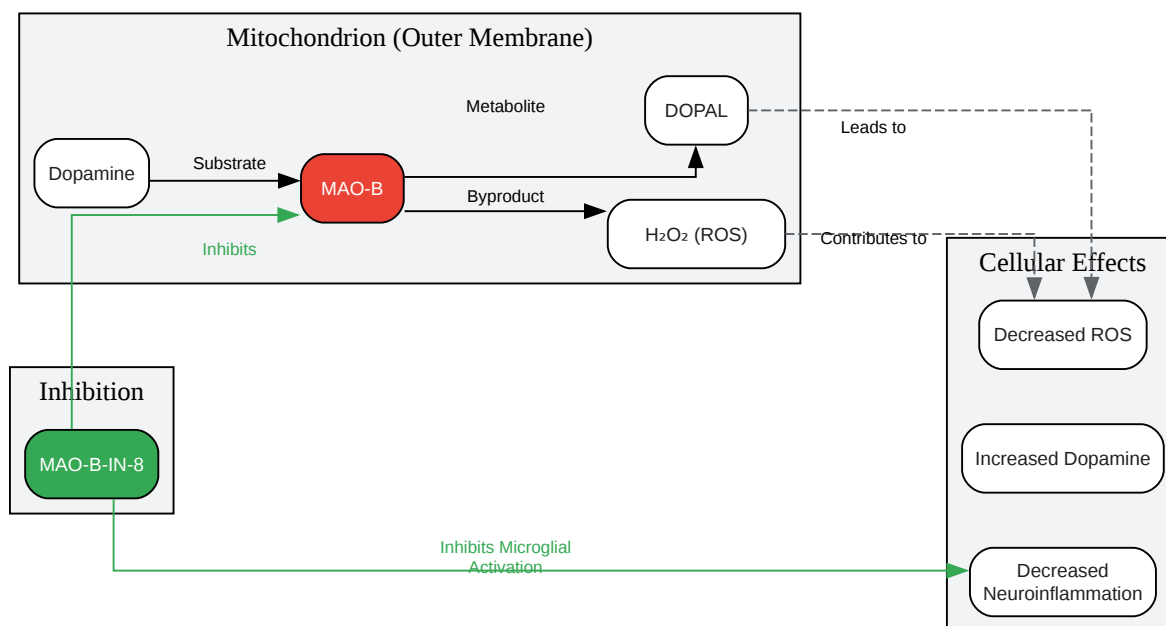 Mitochondrion (Outer Membrane)
Metabolite
DOPAL
Leads to
Dopamine
Substrate
MAO-B
Byproduct
H₂O₂ (ROS)
Contributes to
Inhibits
Cellular Effects
Decreased ROS
Inhibition
MAO-B-IN-8
Increased Dopamine
Inhibits Microglial
Activation
Decreased
Neuroinflammation